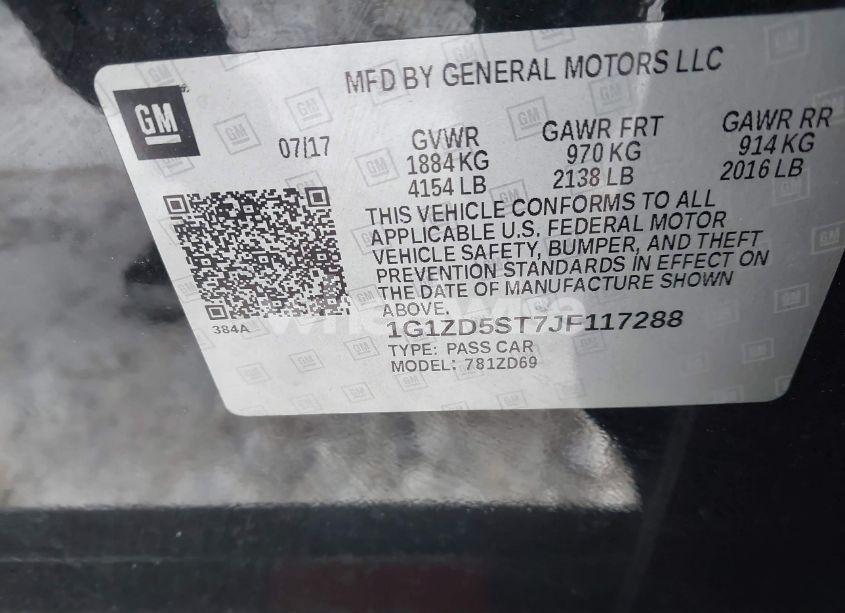 MFD BY GENERAL MOTORS LLC
GM
07/17
GVWR
1884 KG
4154 LB
GAWR FRT
970 KG
2138 LB
GAWR RR
914 KG
2016 LB
THIS VEHICLE CONFORMS TO ALL
APPLICABLE U.S. FEDERAL MOTOR
VEHICLE SAFETY, BUMPER, AND THEFT
PREVENTION STANDARDS IN EFFECT ON
THE DATE OF MANUFACTURE SHOWN
ABOVE.
384A
1G1ZD5ST7JF117288
TYPE: PASS CAR
MODEL: 781ZD69